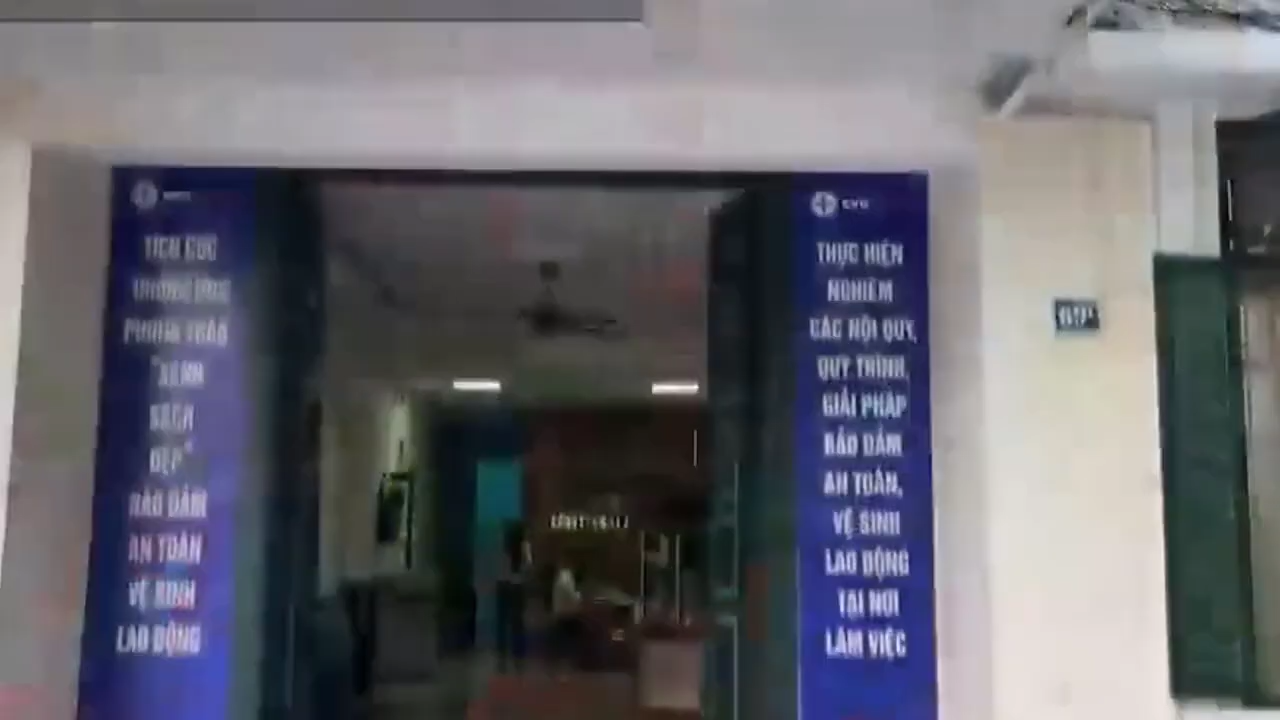 TÍCH CỰC
HƯỞNG ỨNG
PHONG TRÀO
"XANH
SẠCH
ĐẸP"
BẢO ĐẢM
AN TOÀN
VỆ SINH
LAO ĐỘNG
EVN
THỰC HIỆN
NGHIÊM
CÁC NỘI QUY,
QUY TRÌNH,
GIẢI PHÁP
BẢO ĐẢM
AN TOÀN,
VỆ SINH
LAO ĐỘNG
TẠI NƠI
LÀM VIỆC